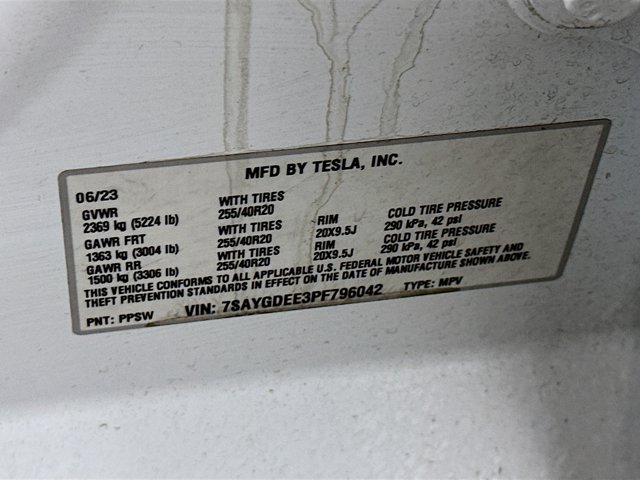 MFD BY TESLA, INC.
06/23
GVWR WITH TIRES
2369 kg (5224 lb) 255/40R20 RIM COLD TIRE PRESSURE
GAWR FRT WITH TIRES 20X9.5J 290 kPa, 42 psi
1363 kg (3004 lb) 255/40R20 RIM COLD TIRE PRESSURE
GAWR RR WITH TIRES 20X9.5J 290 kPa, 42 psi
1500 kg (3306 lb) 255/40R20
THIS VEHICLE CONFORMS TO ALL APPLICABLE U.S. FEDERAL MOTOR VEHICLE SAFETY AND
THEFT PREVENTION STANDARDS IN EFFECT ON THE DATE OF MANUFACTURE SHOWN ABOVE.
PNT: PPSW VIN: 7SAYGDEE3PF796042 TYPE: MPV